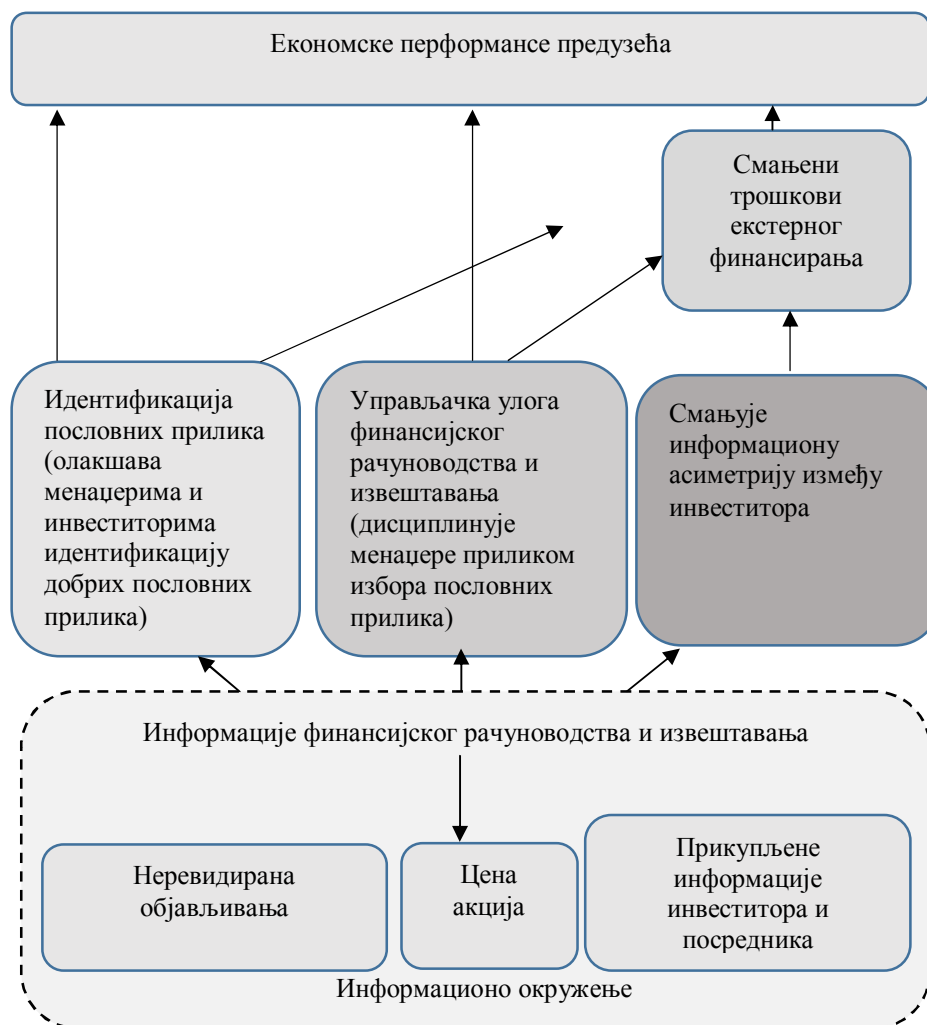 Економске перформансе предузећа
Смањени
трошкови
екстерног
финансирања
Идентификација
пословних прилика
(олакшава
менаџерима и
инвеститорима
идентификацију
добрих пословних
прилика)
Управљачка улога
финансијског
рачуноводства и
извештавања
(дисциплинује
менаџере приликом
избора пословних
прилика)
Смањује
информациону
асиметрију између
инвеститора
Информације финансијског рачуноводства и извештавања
Неревидирана
објављивања
Цена
акција
Прикупљене
информације
инвеститора и
посредника
Информационо окружење